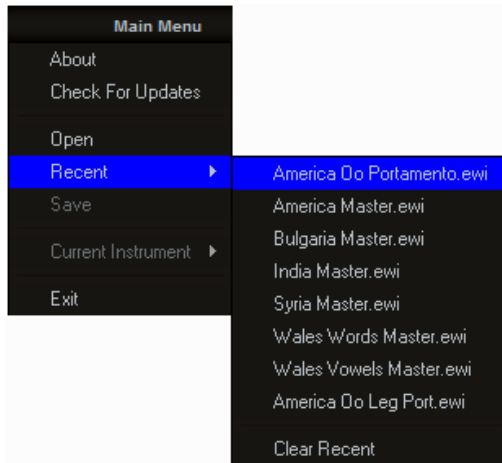 Main Menu
About
Check For Updates
Open
Recent
Save
Current Instrument
Exit
America Oo Portamento.ewi
America Master.ewi
Bulgaria Master.ewi
India Master.ewi
Syria Master.ewi
Wales Words Master.ewi
Wales Vowels Master.ewi
America Oo Leg Port.ewi
Clear Recent